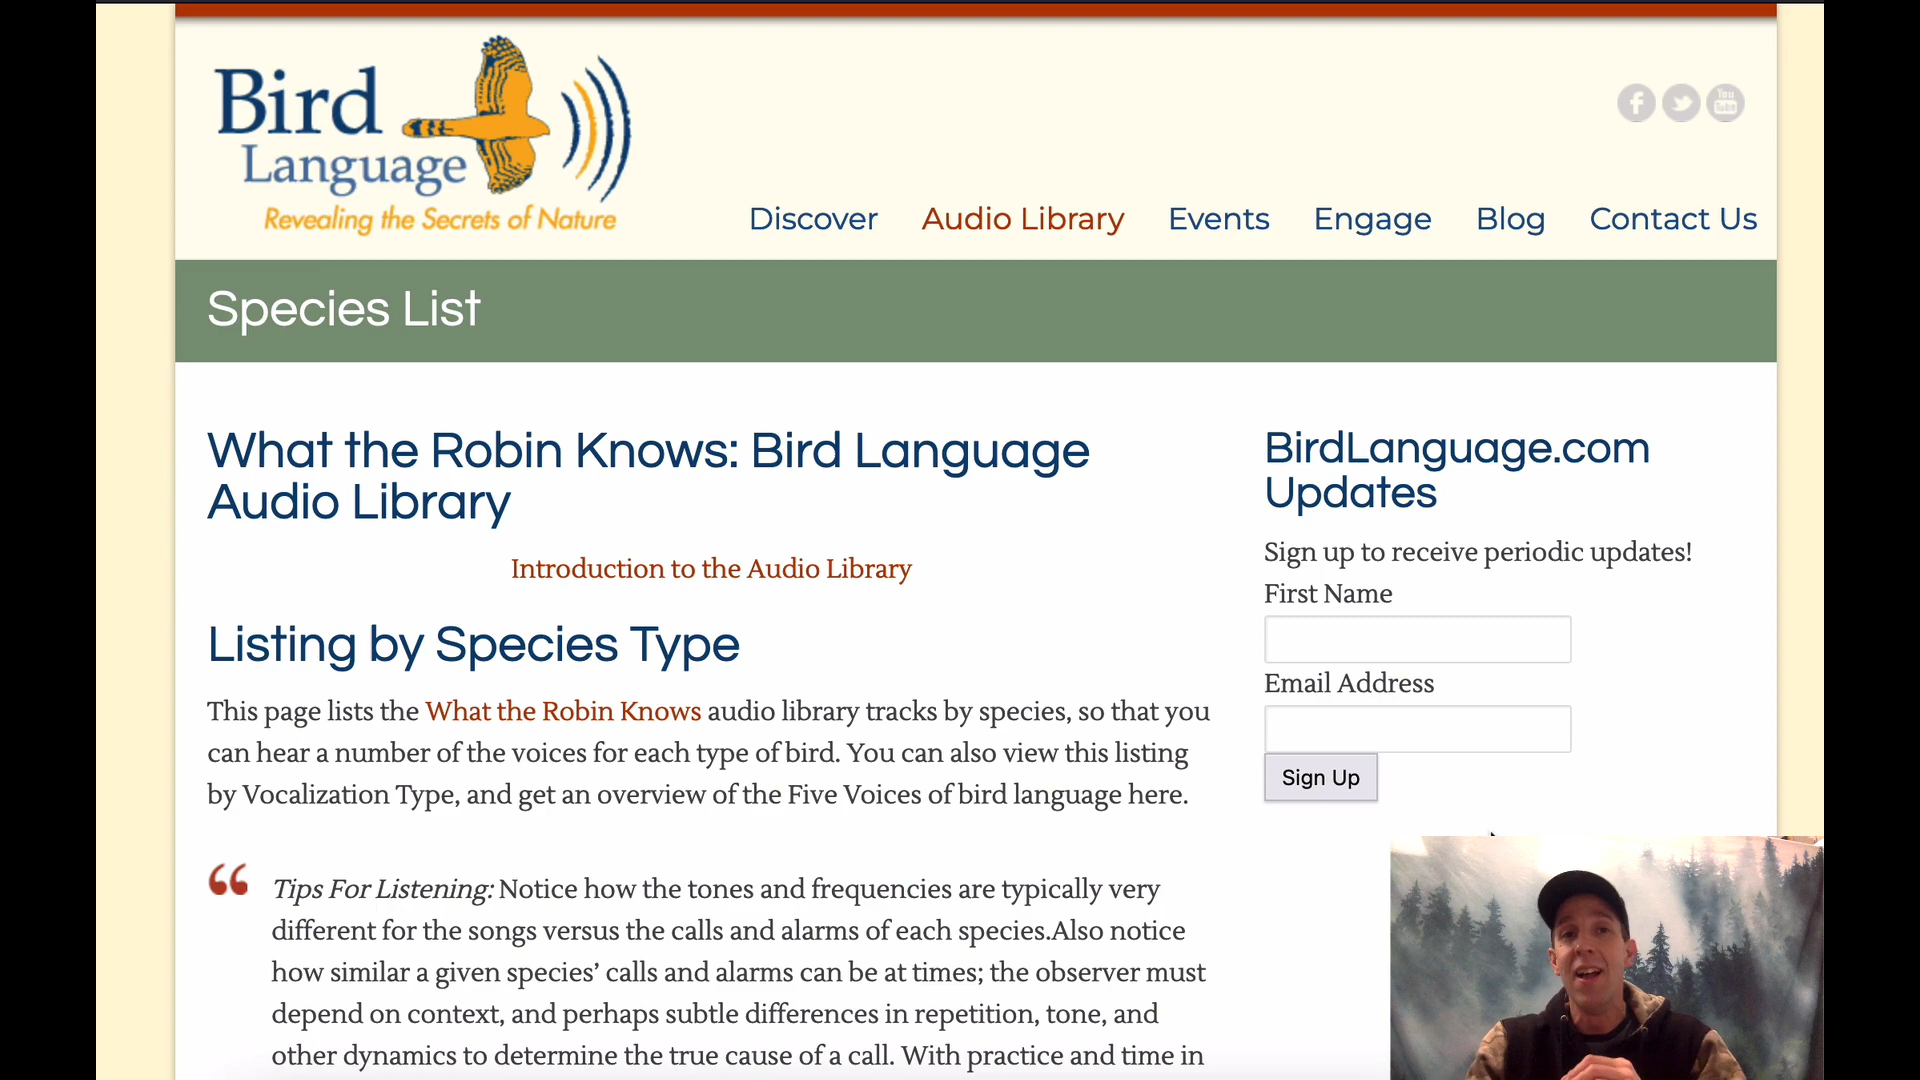 Bird
Language
Revealing the Secrets of Nature
You
Tube
Discover
Audio Library
Events
Engage
Blog
Contact Us
Species List
What the Robin Knows: Bird Language
Audio Library
Introduction to the Audio Library
Listing by Species Type
This page lists the What the Robin Knows audio library tracks by species, so that you
can hear a number of the voices for each type of bird. You can also view this listing
by Vocalization Type, and get an overview of the Five Voices of bird language here.
“ Tips For Listening: Notice how the tones and frequencies are typically very
different for the songs versus the calls and alarms of each species.Also notice
how similar a given species’ calls and alarms can be at times; the observer must
depend on context, and perhaps subtle differences in repetition, tone, and
other dynamics to determine the true cause of a call. With practice and time in
BirdLanguage.com
Updates
Sign up to receive periodic updates!
First Name
Email Address
Sign Up